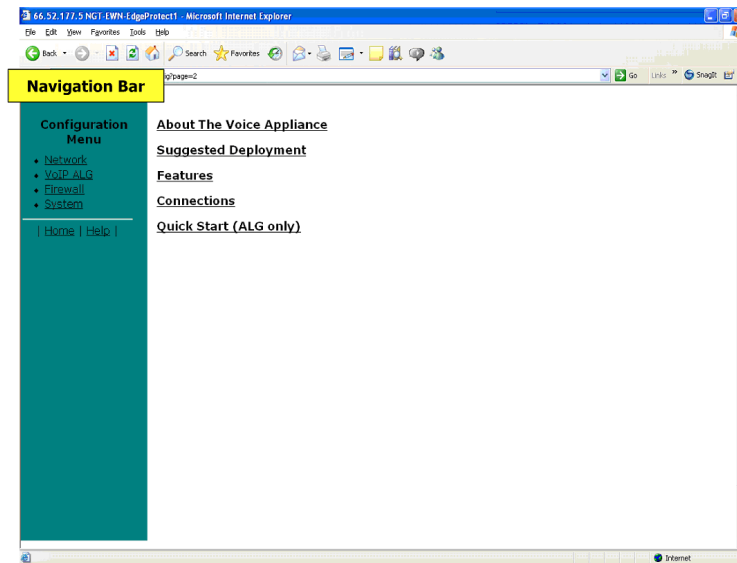 66.52.177.5 NGT-EWN-EdgeProtect1 - Microsoft Internet Explorer
File Edit View Favorites Tools Help
Back Search Favorites
Navigation Bar
?page=2
Go Links » SnagIt
Configuration
Menu
Network
VoIP ALG
Firewall
System
| Home | Help |
About The Voice Appliance
Suggested Deployment
Features
Connections
Quick Start (ALG only)
Internet